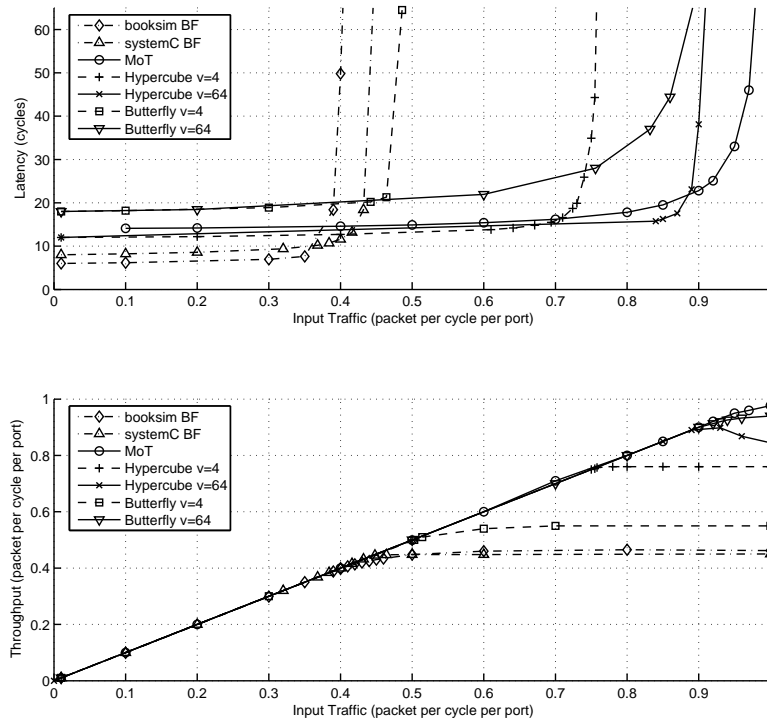 60
50
40
30
20
10
0
Latency (cycles)
booksim BF
systemC BF
MoT
Hypercube v=4
Hypercube v=64
Butterfly v=4
Butterfly v=64
0 0.1 0.2 0.3 0.4 0.5 0.6 0.7 0.8 0.9
Input Traffic (packet per cycle per port)
1
0.8
0.6
0.4
0.2
0
Throughput (packet per cycle per port)
booksim BF
systemC BF
MoT
Hypercube v=4
Hypercube v=64
Butterfly v=4
Butterfly v=64
0 0.1 0.2 0.3 0.4 0.5 0.6 0.7 0.8 0.9
Input Traffic (packet per cycle per port)